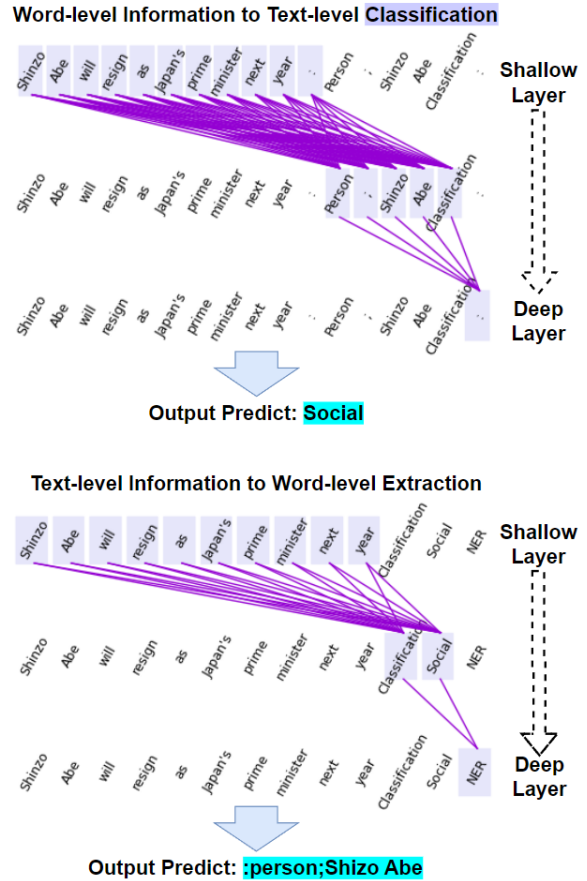 Word-level Information to Text-level Classification
Shinzo Abe will resign as Japan's prime minister next year : Person ; Shinzo Abe Classification :
Shallow
Layer
Shinzo Abe will resign as Japan's prime minister next year : Person ; Shinzo Abe Classification :
Shinzo Abe will resign as Japan's prime minister next year : Person ; Shinzo Abe Classification :
Deep
Layer
Output Predict: Social
Text-level Information to Word-level Extraction
Shinzo Abe will resign as Japan's prime minister next year Classification Social NER
Shallow
Layer
Shinzo Abe will resign as Japan's prime minister next year Classification Social NER
Shinzo Abe will resign as Japan's prime minister next year Classification Social NER
Deep
Layer
Output Predict: :person;Shizo Abe